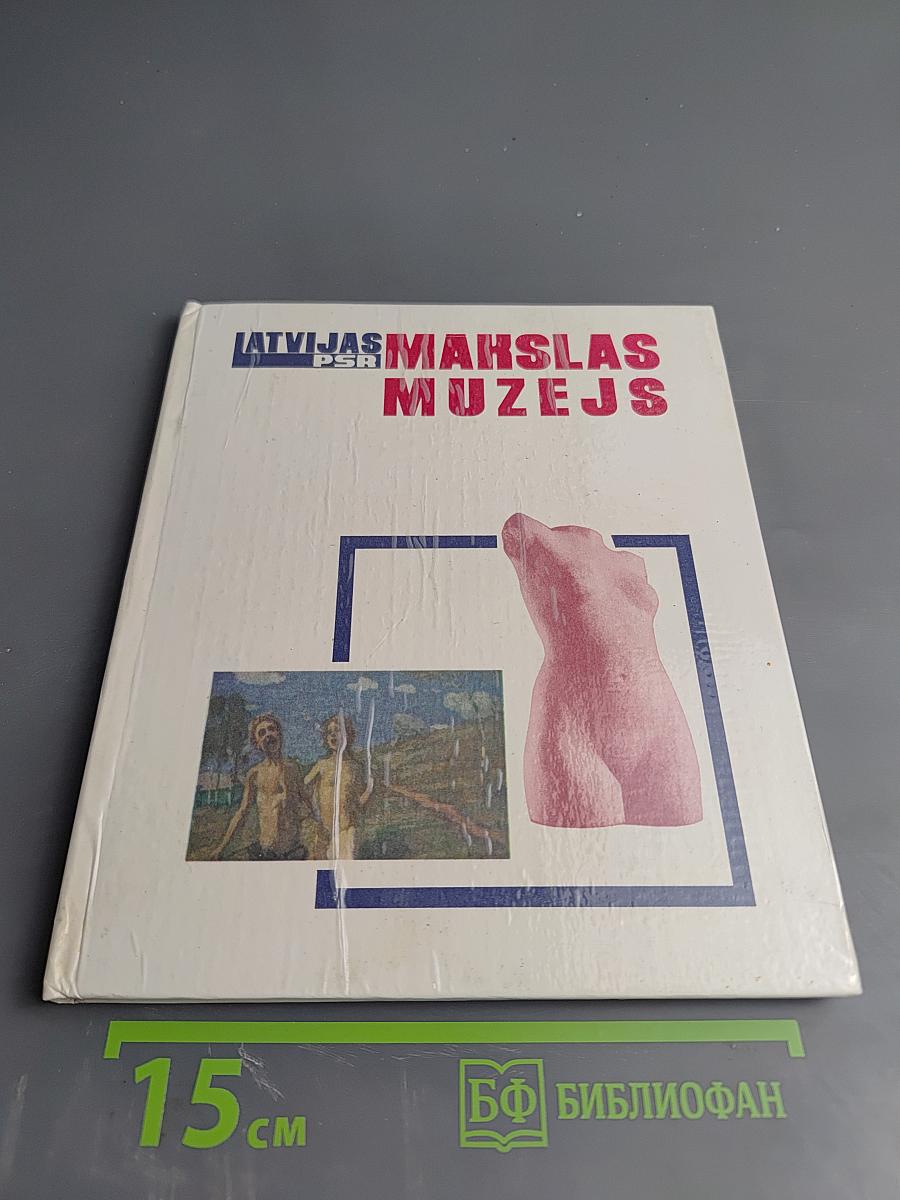 LATVIJAS
PSR
MAKSLAS
MUZEJS
15 см
БФ БИБЛИОФАН